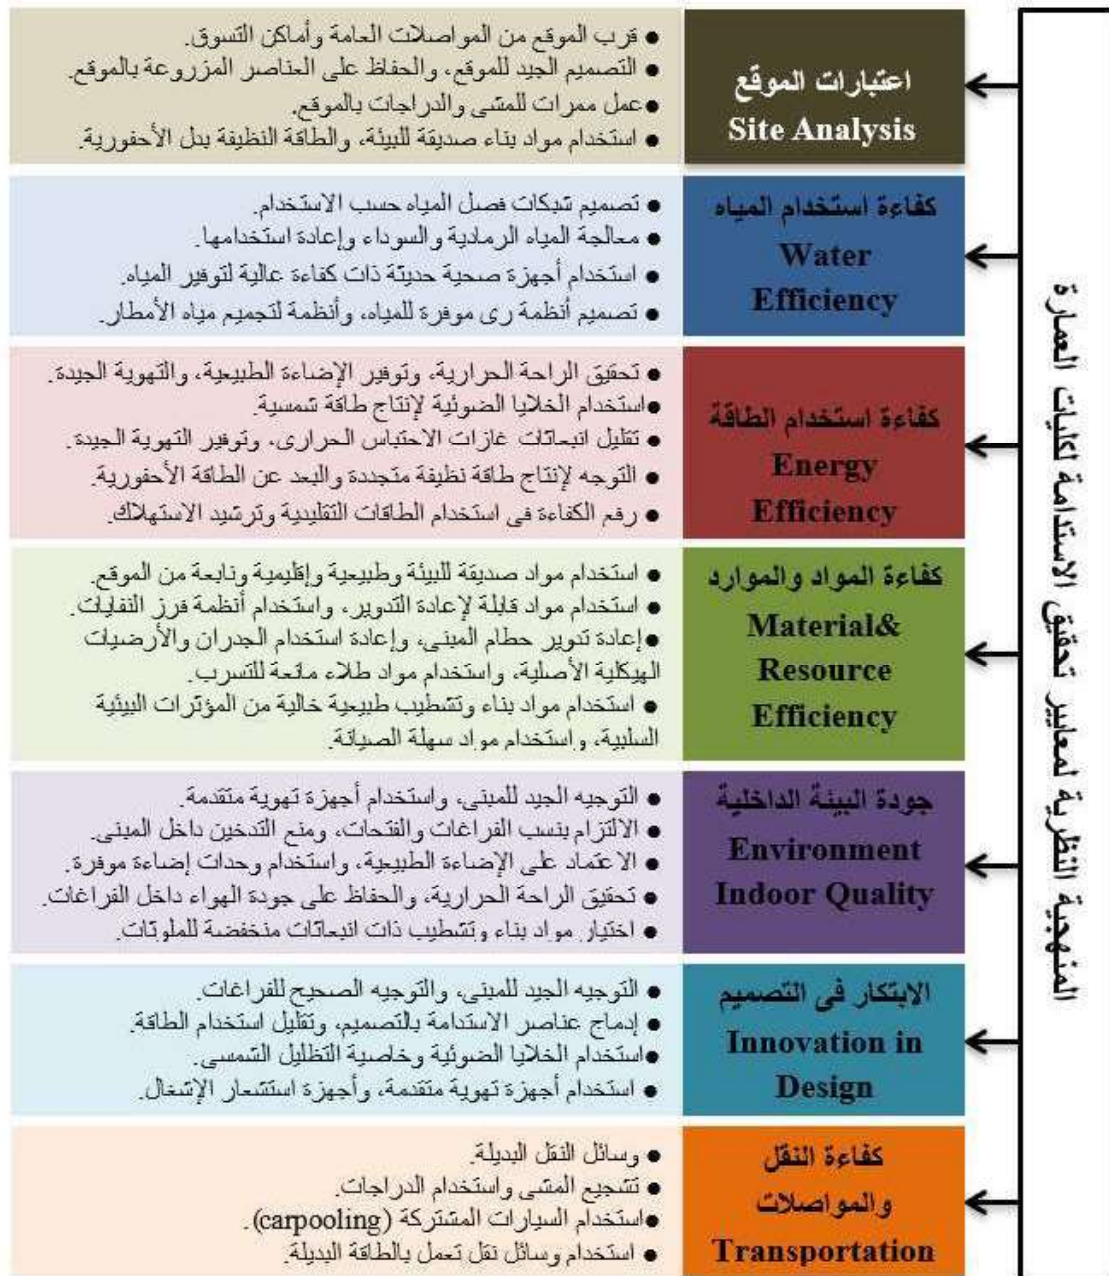 المنهجية النظرية لمعايير تحقيق الاستدامة لكليات العمارة
اعتبارات الموقع
Site Analysis
● قرب الموقع من المواصلات العامة وأماكن التسوق.
● التصميم الجيد للموقع، والحفاظ على العناصر المزروعة بالموقع.
●عمل ممرات للمشى والدراجات بالموقع.
● استخدام مواد بناء صديقة للبيئة، والطاقة النظيفة بدل الأحفورية.
كفاءة استخدام المياه
Water
Efficiency
● تصميم شبكات فصل المياه حسب الاستخدام.
● معالجة المياه الرمادية والسوداء وإعادة استخدامها.
● استخدام أجهزة صحية حديثة ذات كفاءة عالية لتوفير المياه.
● تصميم أنظمة رى موفرة للمياه، وأنظمة لتجميع مياه الأمطار.
كفاءة استخدام الطاقة
Energy
Efficiency
● تحقيق الراحة الحرارية، وتوفير الإضاءة الطبيعية، والتهوية الجيدة.
●استخدام الخلايا الضوئية لإنتاج طاقة شمسية.
● تقليل انبعاثات غازات الاحتباس الحرارى، وتوفير التهوية الجيدة.
● التوجه لإنتاج طاقة نظيفة متجددة والبعد عن الطاقة الأحفورية.
● رفع الكفاءة فى استخدام الطاقات التقليدية وترشيد الاستهلاك.
كفاءة المواد والموارد
Material&
Resource
Efficiency
● استخدام مواد صديقة للبيئة وطبيعية وإقليمية ونابعة من الموقع.
● استخدام مواد قابلة لإعادة التدوير، واستخدام أنظمة فرز النفايات.
●إعادة تدوير حطام المبنى، وإعادة استخدام الجدران والأرضيات
الهيكلية الأصلية، واستخدام مواد طلاء مانعة للتسرب.
● استخدام مواد بناء وتشطيب طبيعية خالية من المؤثرات البيئية
السلبية، واستخدام مواد سهلة الصيانة.
جودة البيئة الداخلية
Environment
Indoor Quality
● التوجيه الجيد للمبنى، واستخدام أجهزة تهوية متقدمة.
● الالتزام بنسب الفراغات والفتحات، ومنع التدخين داخل المبنى.
● الاعتماد على الإضاءة الطبيعية، واستخدام وحدات إضاءة موفرة.
● تحقيق الراحة الحرارية، والحفاظ على جودة الهواء داخل الفراغات.
● اختيار مواد بناء وتشطيب ذات انبعاثات منخفضة للملوثات.
الابتكار فى التصميم
Innovation in
Design
● التوجيه الجيد للمبنى، والتوجيه الصحيح للفراغات.
● إدماج عناصر الاستدامة بالتصميم، وتقليل استخدام الطاقة.
●استخدام الخلايا الضوئية وخاصية التظليل الشمسى.
● استخدام أجهزة تهوية متقدمة، وأجهزة استشعار الإشغال.
كفاءة النقل
والمواصلات
Transportation
● وسائل النقل البديلة.
● تشجيع المشى واستخدام الدراجات.
●استخدام السيارات المشتركة (carpooling).
● استخدام وسائل نقل تعمل بالطاقة البديلة.